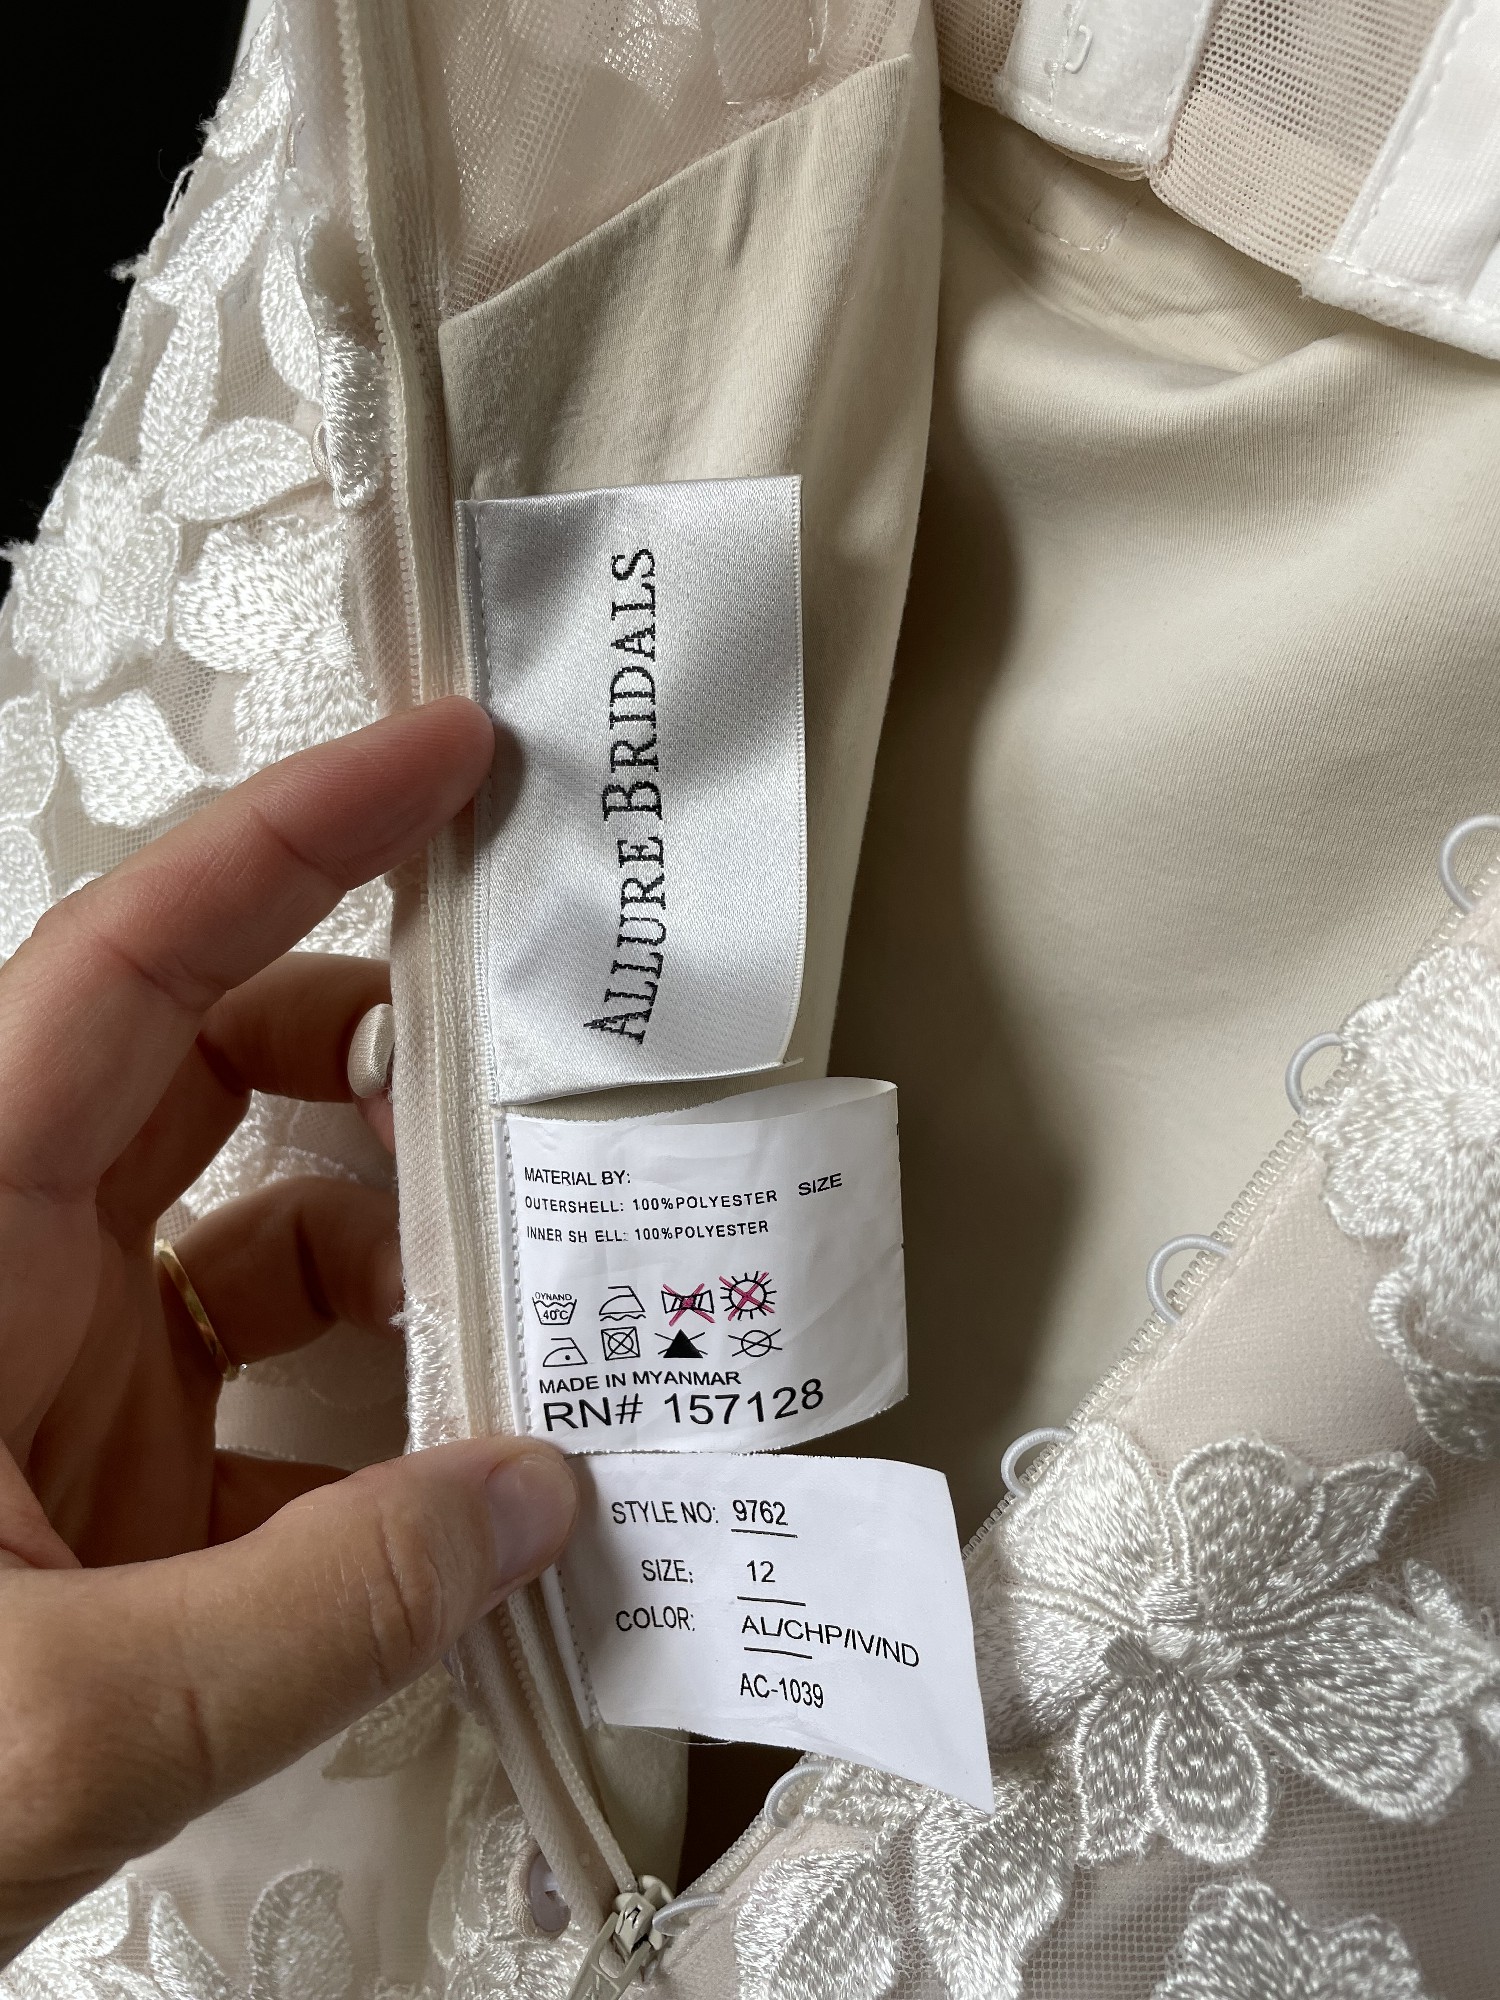 ALLURE BRIDALS
MATERIAL BY:
OUTERSHELL: 100%POLYESTER SIZE
INNER SH ELL: 100%POLYESTER
OYNAND
40°C
MADE IN MYANMAR
RN# 157128
STYLE NO: 9762
SIZE: 12
COLOR: AL/CHP/IV/ND
AC-1039